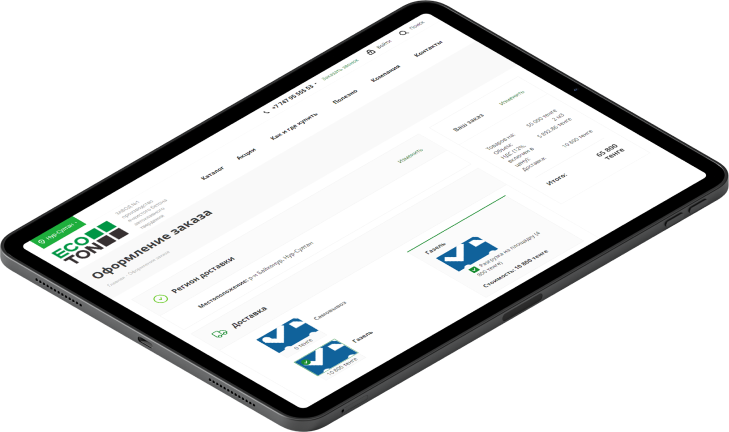 Нур-Султан
+7 747 95 555 53
Заказать звонок
Войти
Поиск
ECO
TON
ЗАВОД №1
Каталог
Акции
Как и где купить
Полезно
Компания
Контакты
Оформление заказа
Главная - Оформление заказа
Регион доставки
изменить
Местоположение: р-н Байконур, Нур-Султан
Доставка
Самовывоз
0 тенге
Газель
10 800 тенге
Газель
Разгрузка на площадку (4
800 тенге)
Стоимость: 10 800 тенге
Ваш заказ
изменить
Товаров на
55 000 тенге
Объем:
2 м3
НДС (12%,
включен в
цену)
5 892.86 тенге
Доставка
10 800 тенге
Итого:
65 800
тенге